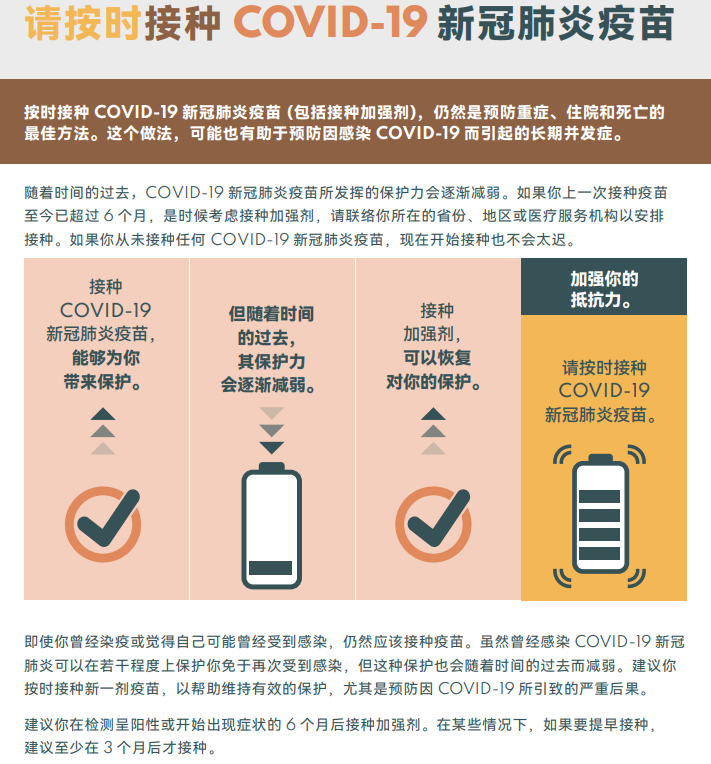 请按时接种 COVID-19 新冠肺炎疫苗
按时接种 COVID-19 新冠肺炎疫苗 (包括接种加强剂)，仍然是预防重症、住院和死亡的
最佳方法。这个做法，可能也有助于预防因感染 COVID-19 而引起的长期并发症。
随着时间的过去，COVID-19 新冠肺炎疫苗所发挥的保护力会逐渐减弱。如果你上一次接种疫苗
至今已超过 6 个月，是时候考虑接种加强剂，请联络你所在的省份、地区或医疗服务机构以安排
接种。如果你从未接种任何 COVID-19 新冠肺炎疫苗，现在开始接种也不会太迟。
接种
COVID-19
新冠肺炎疫苗，
能够为你
带来保护。
但随着时间
的过去，
其保护力
会逐渐减弱。
接种
加强剂，
可以恢复
对你的保护。
加强你的
抵抗力。
请按时接种
COVID-19
新冠肺炎疫苗。
即使你曾经染疫或觉得自己可能曾经受到感染，仍然应该接种疫苗。虽然曾经感染 COVID-19 新冠
肺炎可以在若干程度上保护你免于再次受到感染，但这种保护也会随着时间的过去而减弱。建议你
按时接种新一剂疫苗，以帮助维持有效的保护，尤其是预防因 COVID-19 所引致的严重后果。
建议你在检测呈阳性或开始出现症状的 6 个月后接种加强剂。在某些情况下，如果要提早接种，
建议至少在 3 个月后才接种。